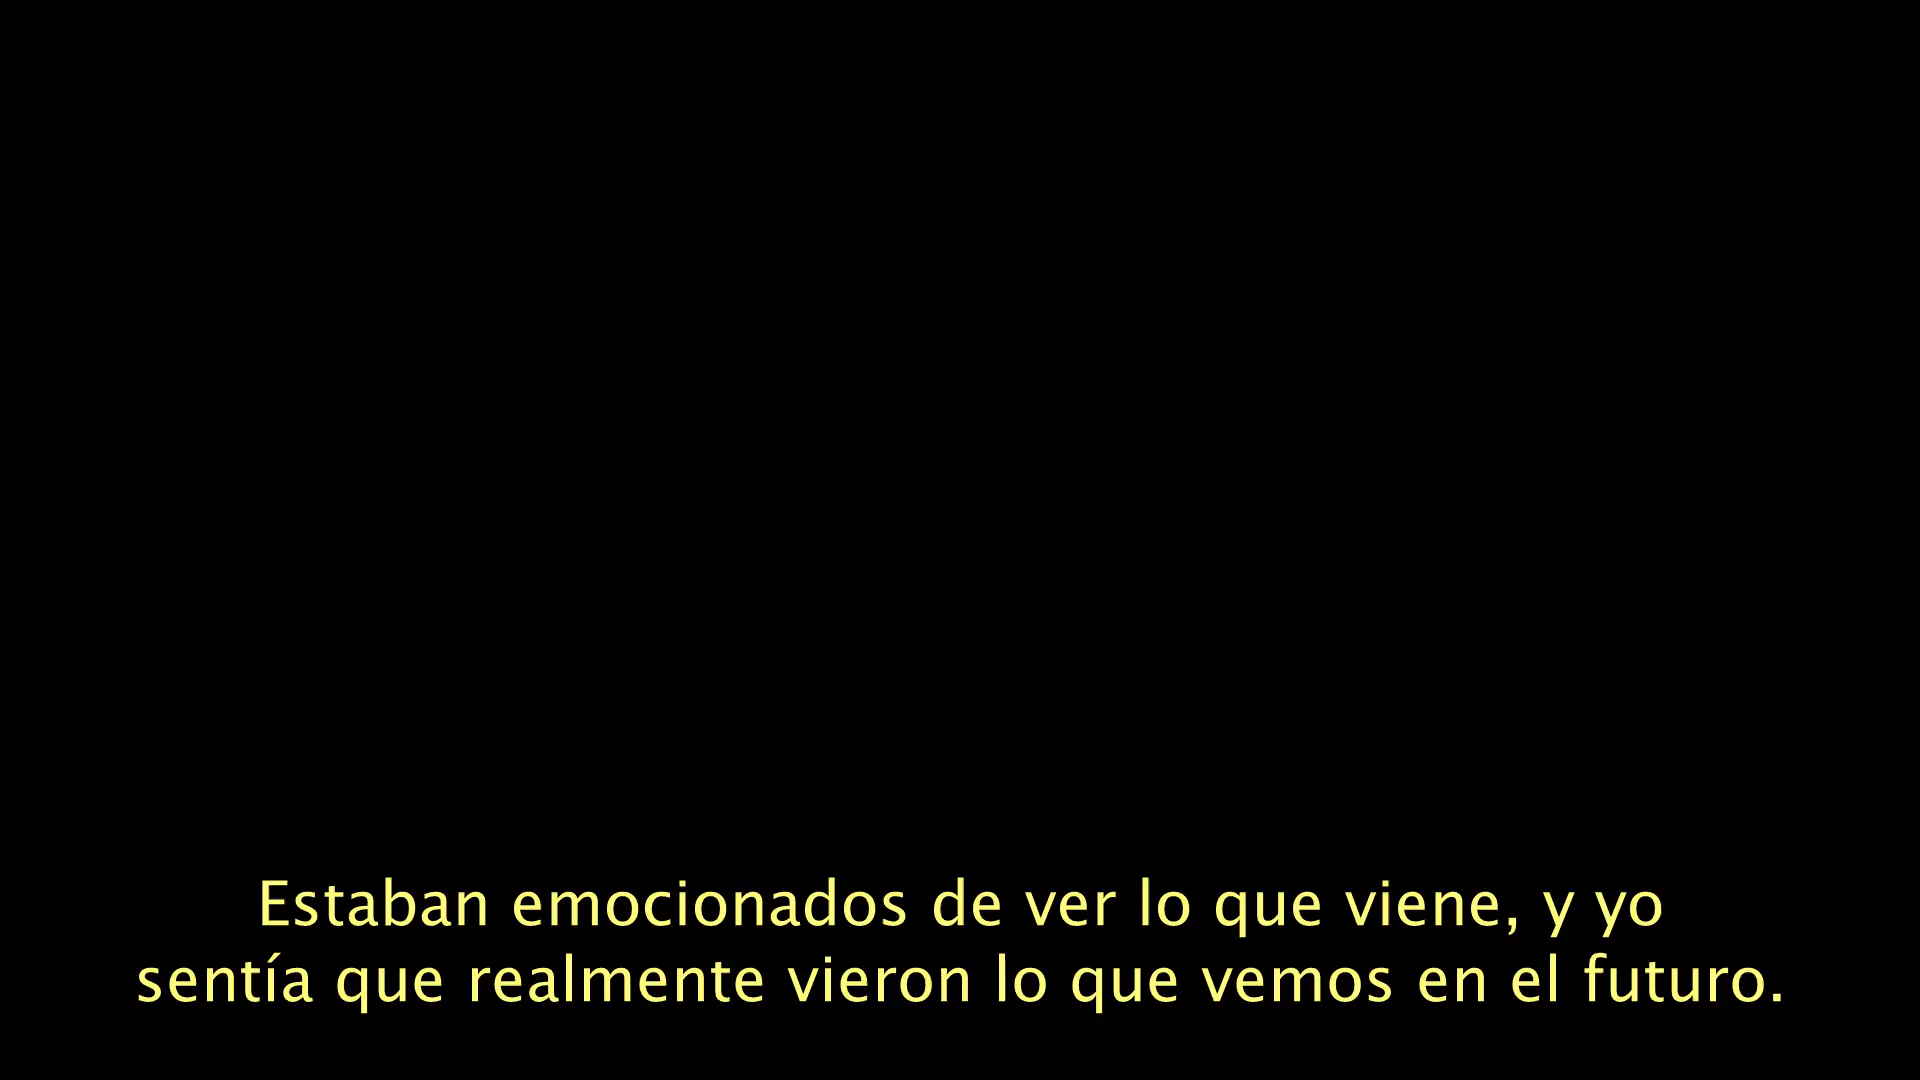 Estaban emocionados de ver lo que viene, y yo
sentía que realmente vieron lo que vemos en el futuro.